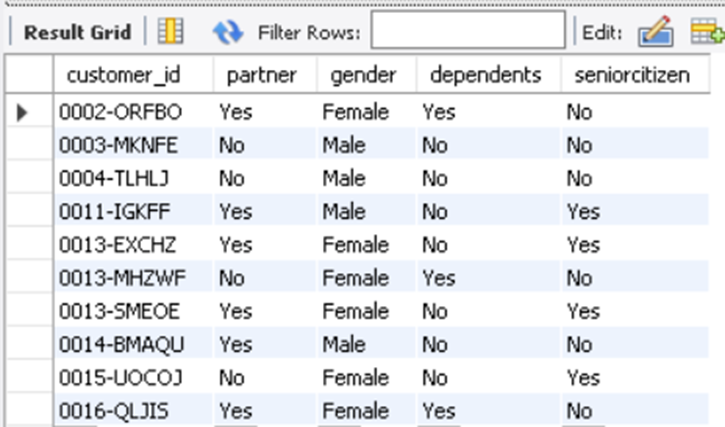 Result Grid Filter Rows: Edit:
customer_id partner gender dependents seniorcitizen
0002-ORFBO Yes Female Yes No
0003-MKNFE No Male No No
0004-TLHLJ No Male No No
0011-IGKFF Yes Male No Yes
0013-EXCHZ Yes Female No Yes
0013-MHZWF No Female Yes No
0013-SMEOE Yes Female No Yes
0014-BMAQU Yes Male No No
0015-UOCOJ No Female No Yes
0016-QLJIS Yes Female Yes No